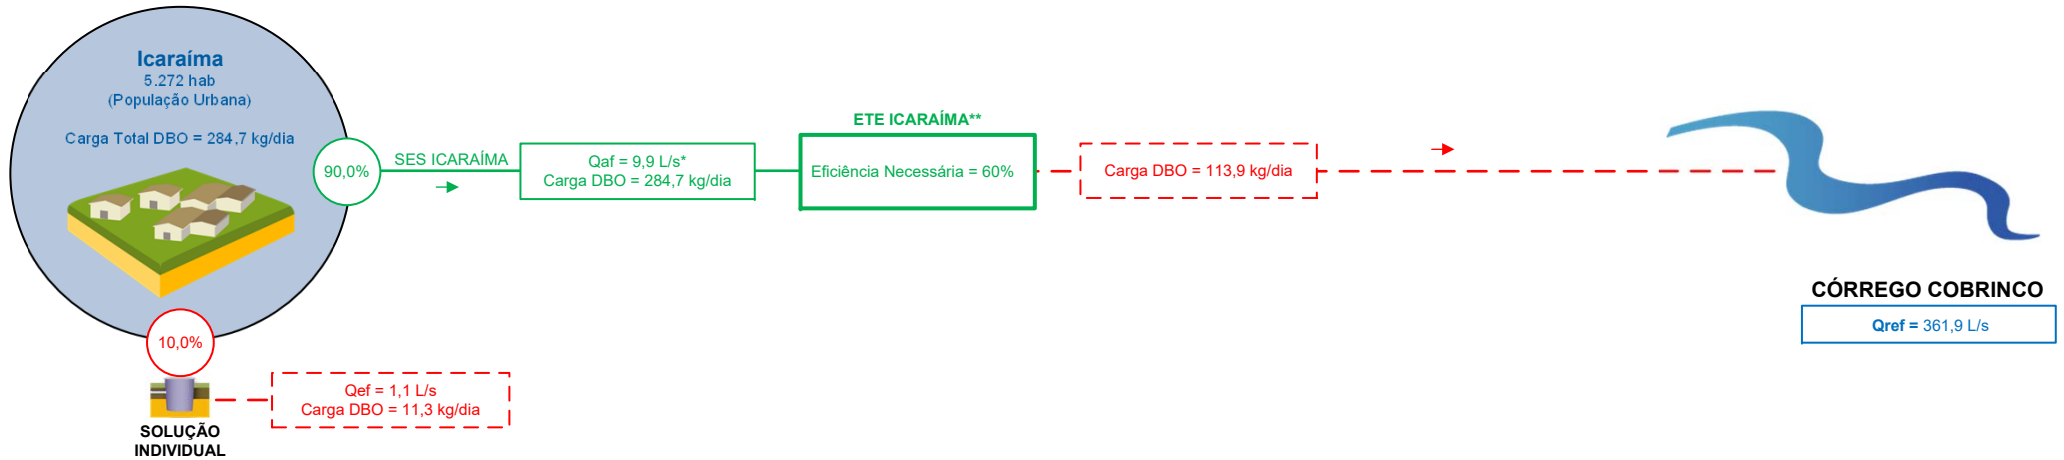 Icaraíma
5.272 hab
(População Urbana)
Carga Total DBO = 284,7 kg/dia
90,0%
SES ICARAÍMA
Qaf = 9,9 L/s*
Carga DBO = 284,7 kg/dia
ETE ICARAÍMA**
Eficiência Necessária = 60%
Carga DBO = 113,9 kg/dia
CÓRREGO COBRINCO
Qref = 361,9 L/s
10,0%
Qef = 1,1 L/s
Carga DBO = 11,3 kg/dia
SOLUÇÃO
INDIVIDUAL